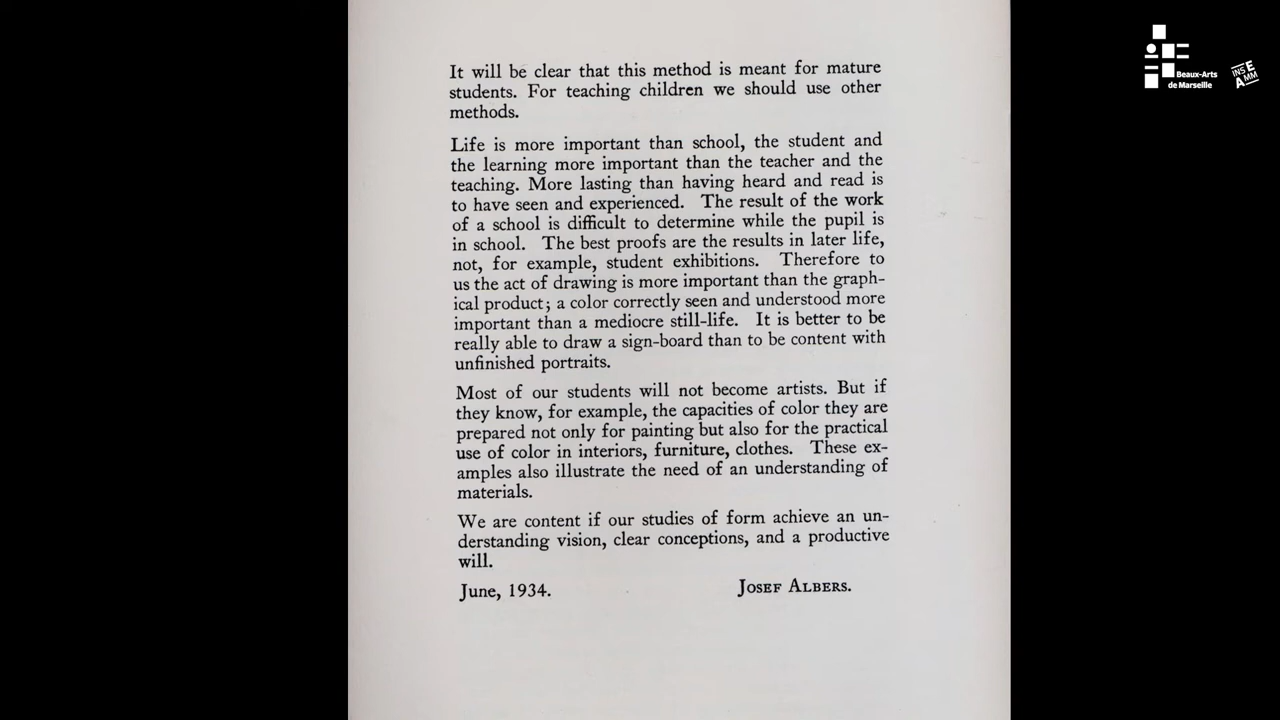 It will be clear that this method is meant for mature
students. For teaching children we should use other
methods.
Life is more important than school, the student and
the learning more important than the teacher and the
teaching. More lasting than having heard and read is
to have seen and experienced. The result of the work
of a school is difficult to determine while the pupil is
in school. The best proofs are the results in later life,
not, for example, student exhibitions. Therefore to
us the act of drawing is more important than the graph-
ical product; a color correctly seen and understood more
important than a mediocre still-life. It is better to be
really able to draw a sign-board than to be content with
unfinished portraits.
Most of our students will not become artists. But if
they know, for example, the capacities of color they are
prepared not only for painting but also for the practical
use of color in interiors, furniture, clothes. These ex-
amples also illustrate the need of an understanding of
materials.
We are content if our studies of form achieve an un-
derstanding vision, clear conceptions, and a productive
will.
June, 1934. JOSEF ALBERS.
Beaux-Arts
de Marseille
INSEAMM